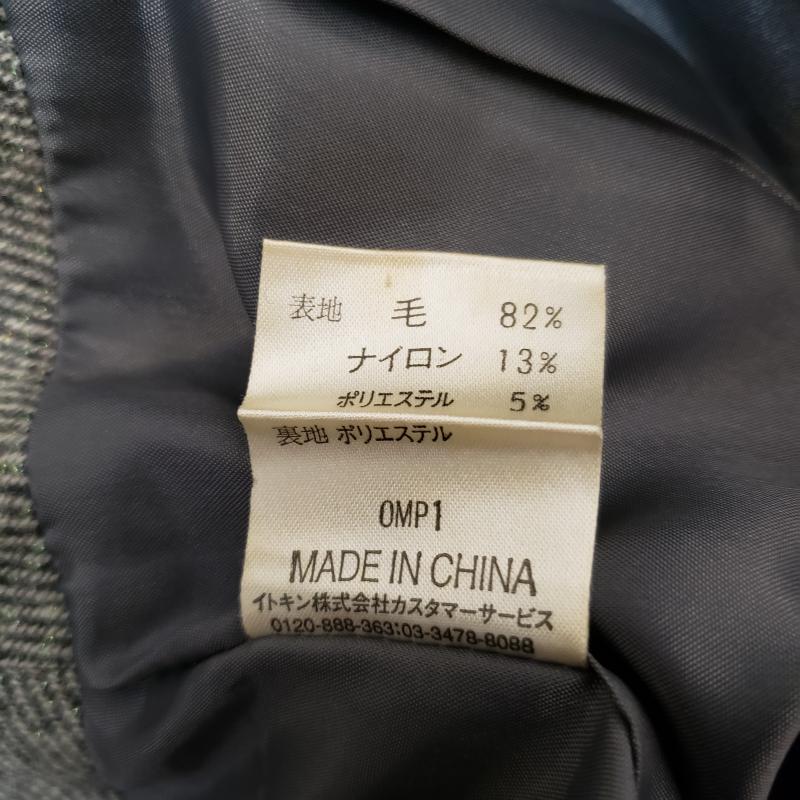 表地 毛 82%
ナイロン 13%
ポリエステル 5%
裏地 ポリエステル
OMP1
MADE IN CHINA
イトキン株式会社カスタマーサービス
0120-888-363:03-3478-8088